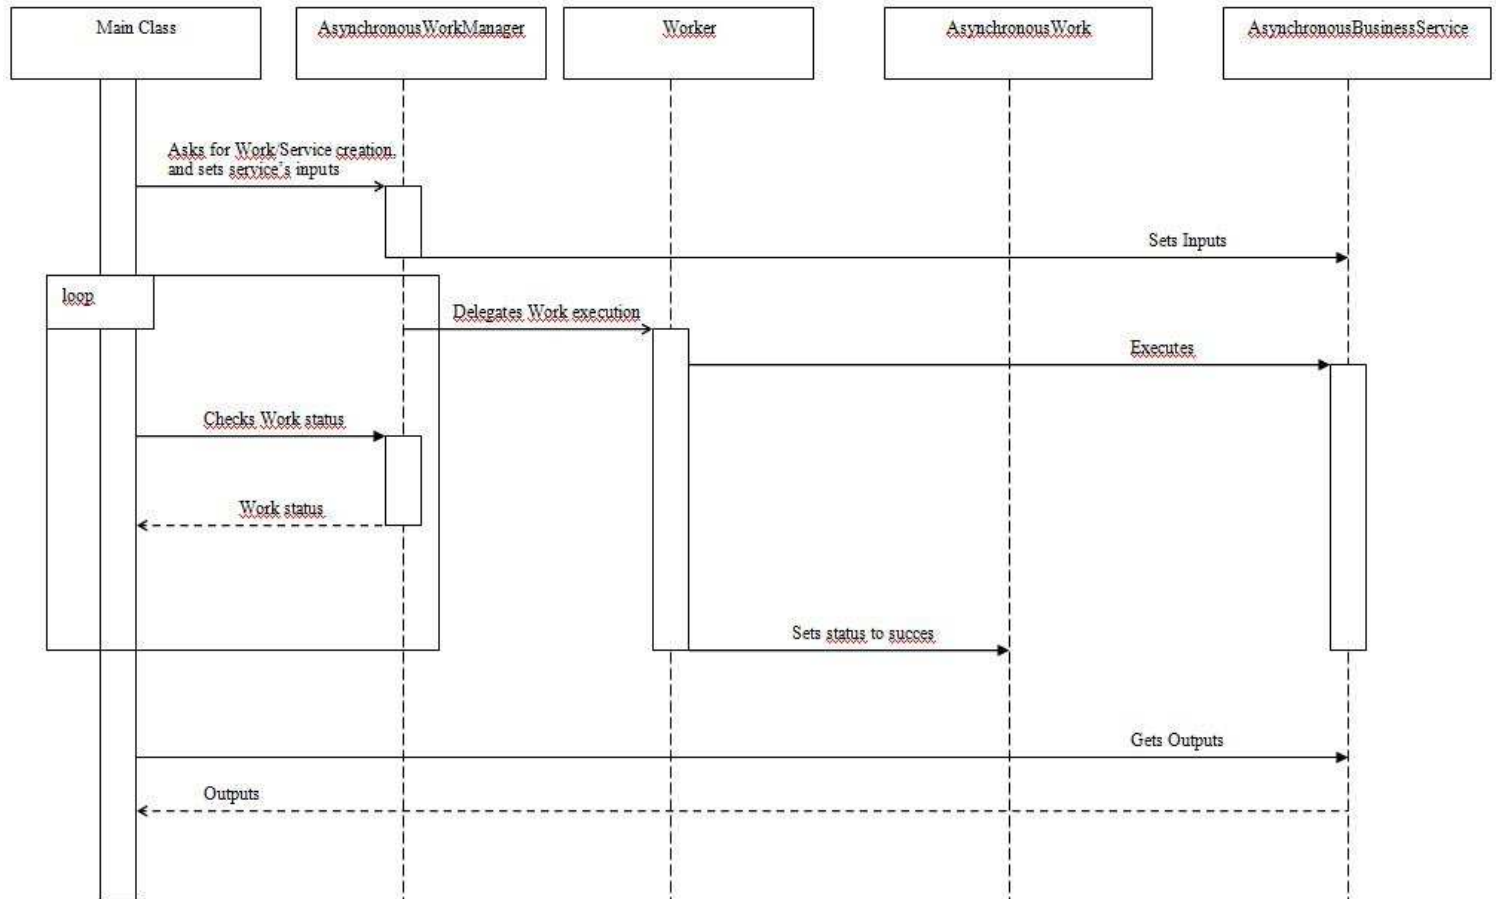 Main Class
AsynchronousWorkManager
Worker
AsynchronousWork
AsynchronousBusinessService
Asks for Work/Service creation,
and sets service's inputs
Sets Inputs
loop
Delegates Work execution
Executes
Checks Work status
Work status
Sets status to succes
Gets Outputs
Outputs